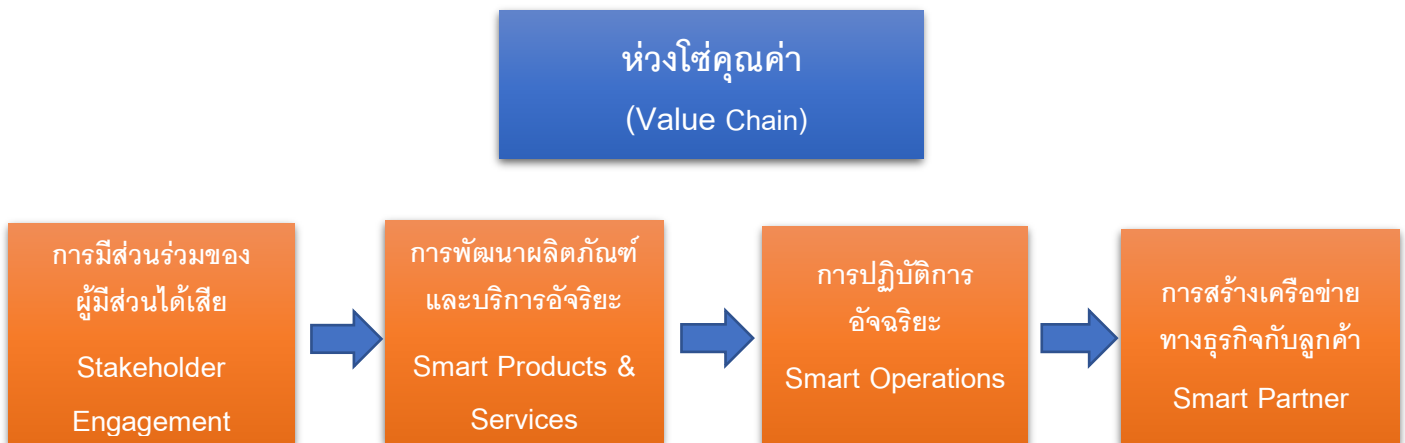 ห่วงโซ่คุณค่า
(Value Chain)
การมีส่วนร่วมของ
ผู้มีส่วนได้เสีย
Stakeholder
Engagement
การพัฒนาผลิตภัณฑ์
และบริการอัจริยะ
Smart Products &
Services
การปฏิบัติการ
อัจฉริยะ
Smart Operations
การสร้างเครือข่าย
ทางธุรกิจกับลูกค้า
Smart Partner